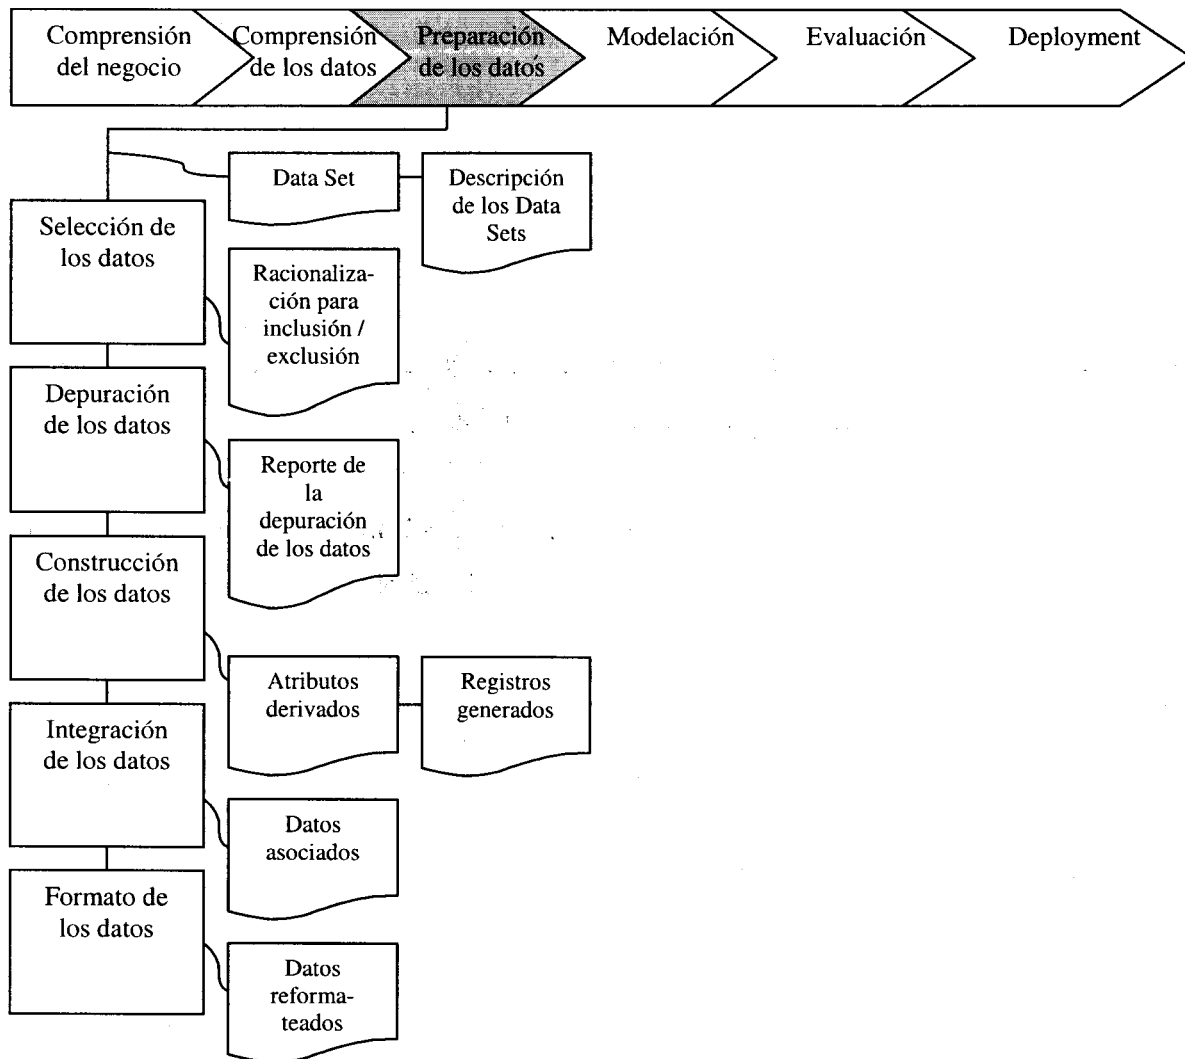 Comprensión
del negocio
Comprensión
de los datos
Preparación
de los datos
Modelación
Evaluación
Deployment
Data Set
Descripción
de los Data
Sets
Selección de
los datos
Racionaliza-
ción para
inclusión /
exclusión
Depuración
de los datos
Reporte de
la
depuración
de los datos
Construcción
de los datos
Atributos
derivados
Registros
generados
Integración
de los datos
Datos
asociados
Formato de
los datos
Datos
reforma-
teados